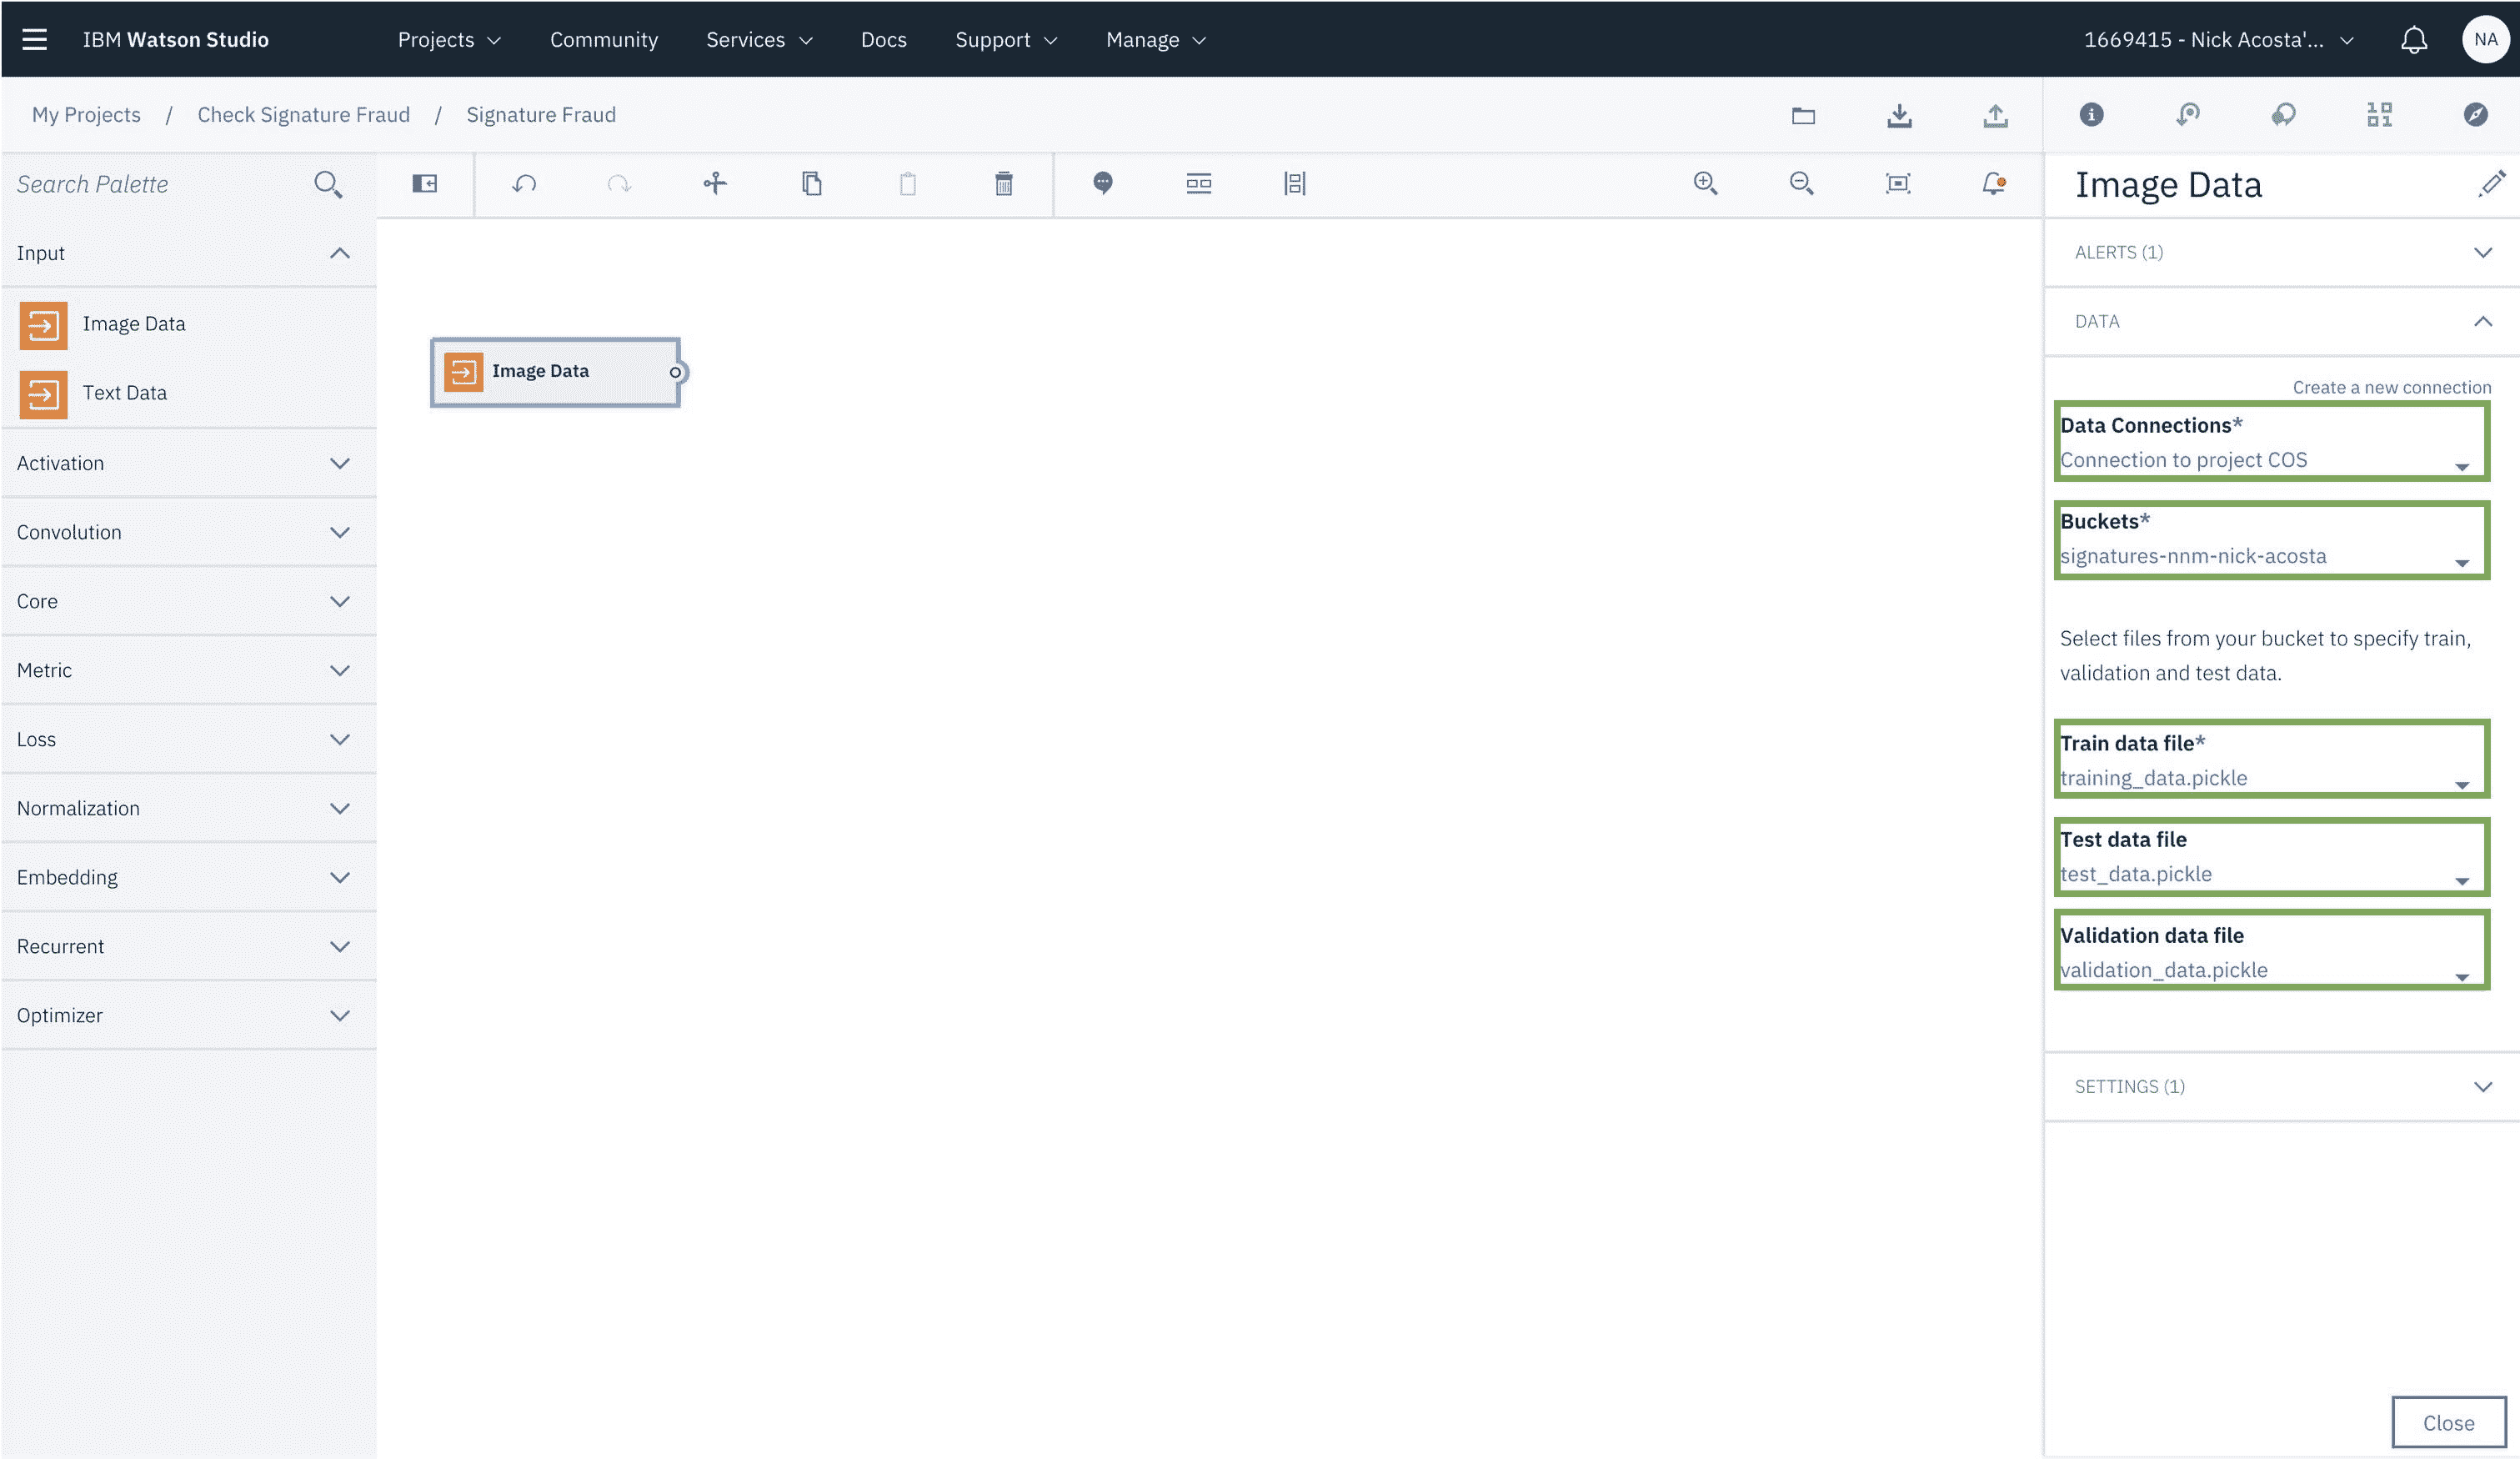 IBM Watson Studio
Projects
Community
Services
Docs
Support
Manage
1669415 - Nick Acosta'...
NA
My Projects / Check Signature Fraud / Signature Fraud
Search Palette
Input
Image Data
Text Data
Activation
Convolution
Core
Metric
Loss
Normalization
Embedding
Recurrent
Optimizer
Image Data
Image Data
ALERTS (1)
DATA
Create a new connection
Data Connections*
Connection to project COS
Buckets*
signatures-nnm-nick-acosta
Select files from your bucket to specify train,
validation and test data.
Train data file*
training_data.pickle
Test data file
test_data.pickle
Validation data file
validation_data.pickle
SETTINGS (1)
Close